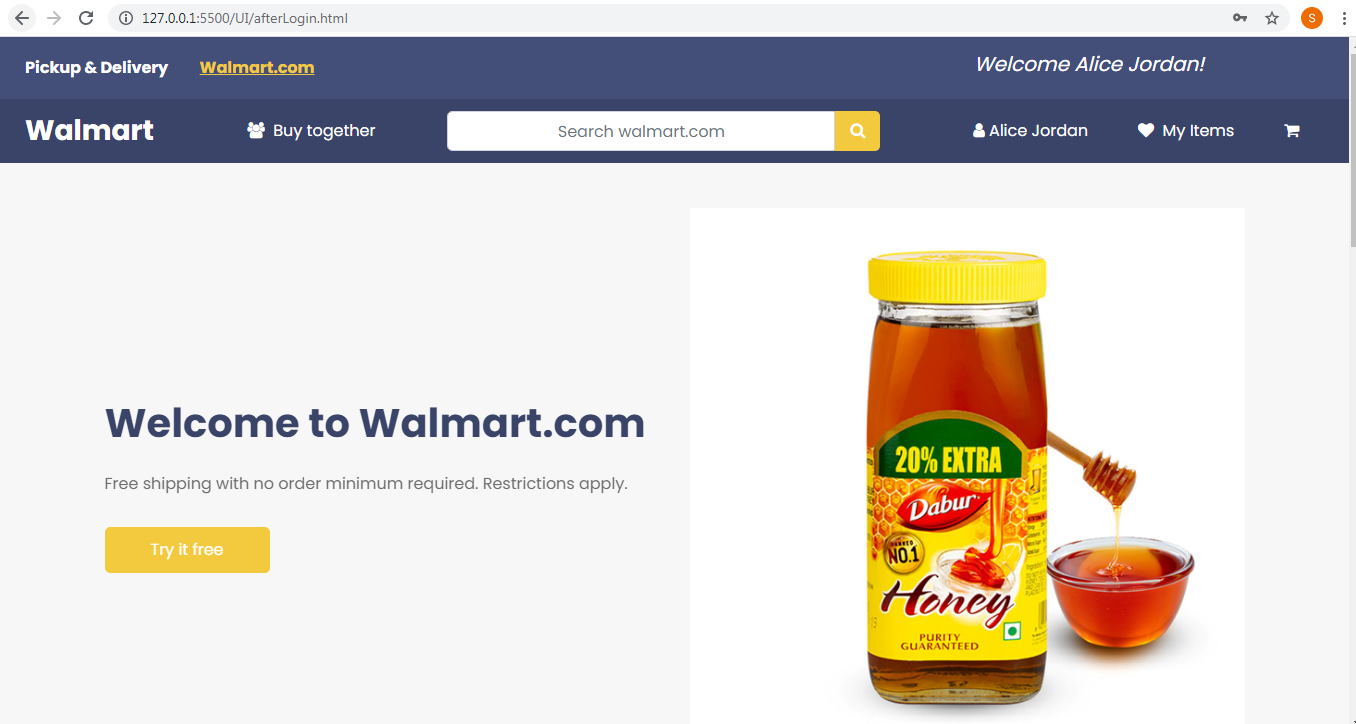 127.0.0.1:5500/UI/afterLogin.html
S
Pickup & Delivery Walmart.com Welcome Alice Jordan!
Walmart Buy together Search walmart.com Alice Jordan My Items
Welcome to Walmart.com
Free shipping with no order minimum required. Restrictions apply.
Try it free
20% EXTRA
Dabur
NO.1
Honey
PURITY
GUARANTEED